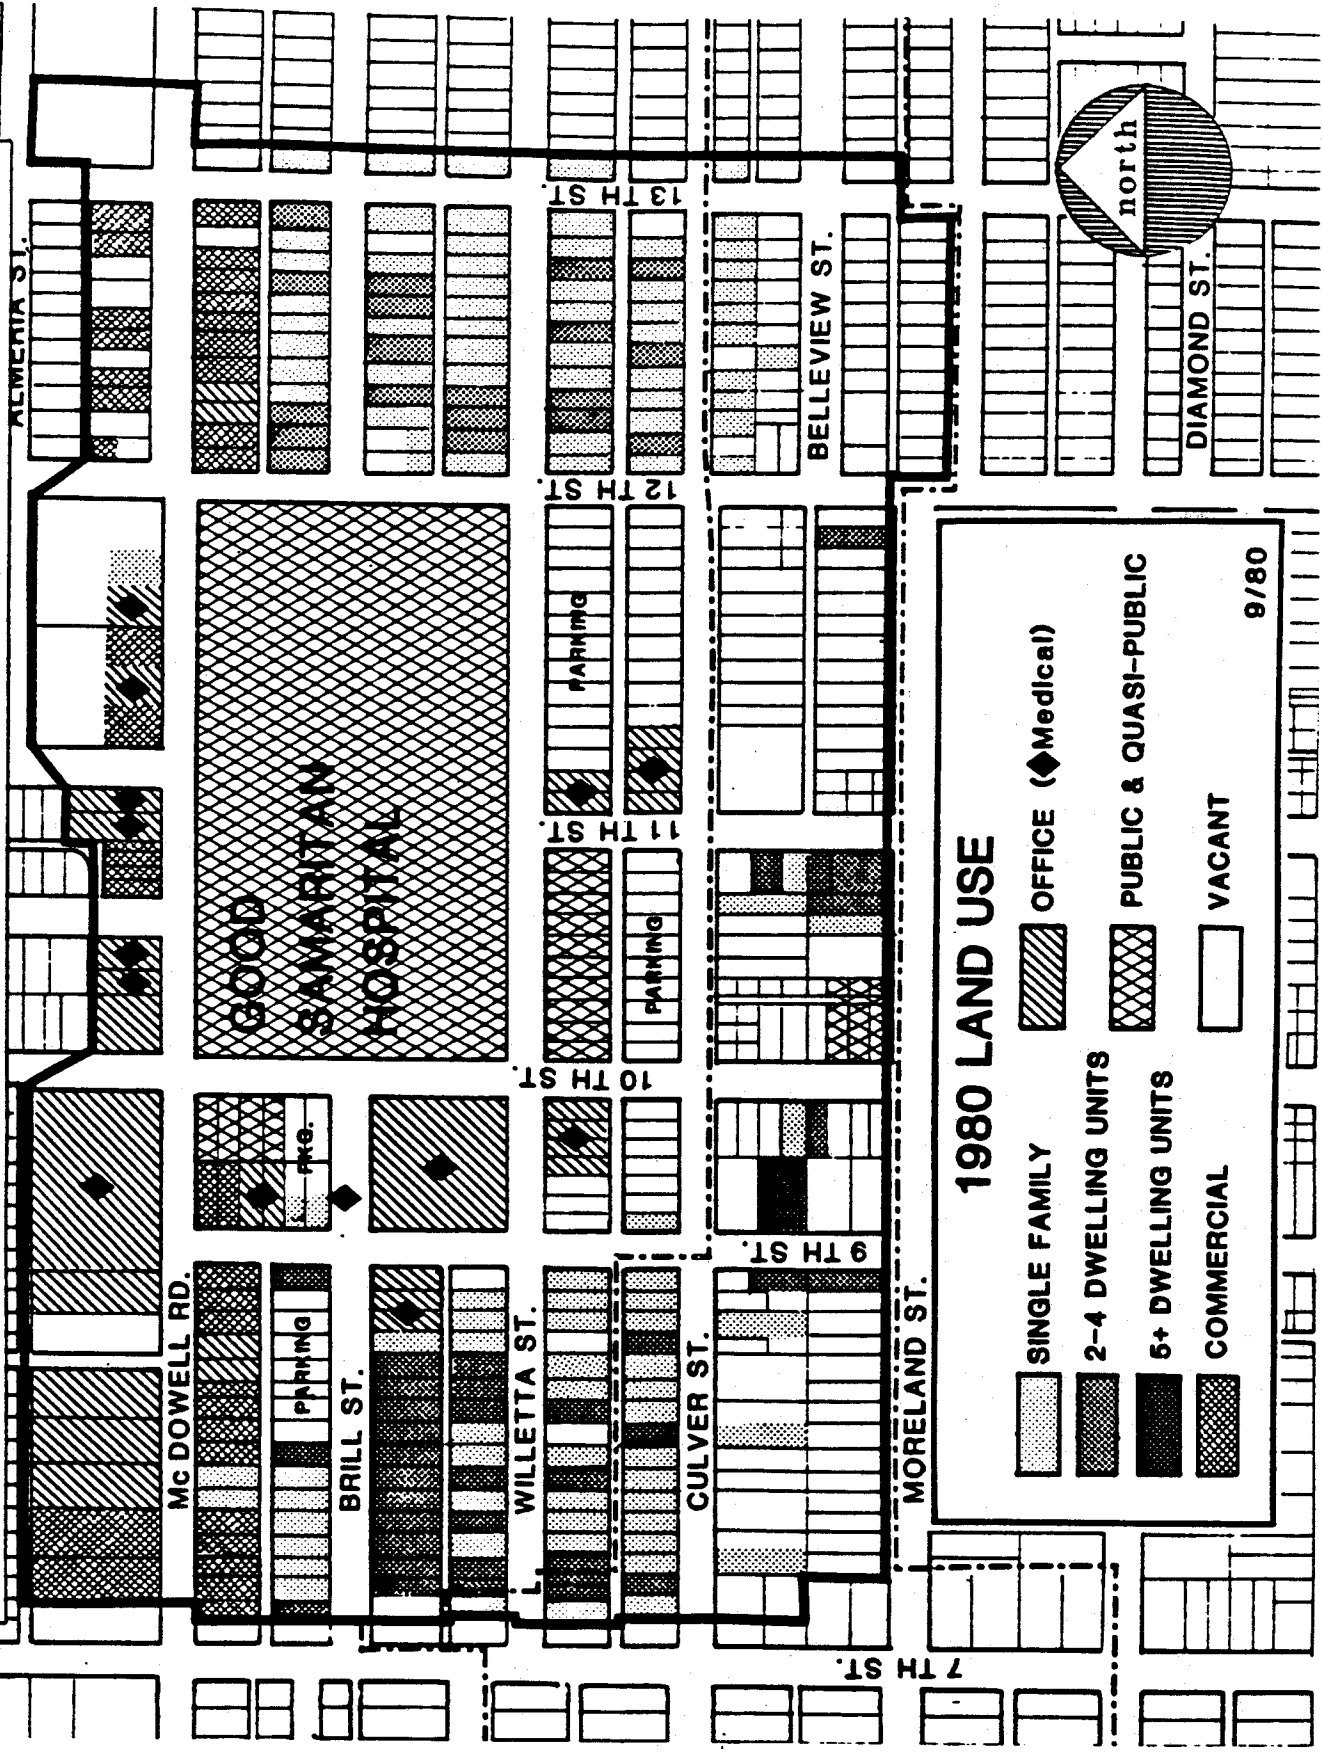 ALMERIA ST.
McDOWELL RD.
BRILL ST.
WILLETTA ST.
CULVER ST.
BELLEVIEW ST.
MORELAND ST.
DIAMOND ST.
13 TH ST.
12 TH ST.
11 TH ST.
10 TH ST.
9 TH ST.
7 TH ST.
GOOD
SAMARITAN
HOSPITAL
PARKING
PARKING
PKG.
PARKING
north
1980 LAND USE
SINGLE FAMILY
2-4 DWELLING UNITS
5+ DWELLING UNITS
COMMERCIAL
OFFICE (◆Medical)
PUBLIC & QUASI-PUBLIC
VACANT
9/80